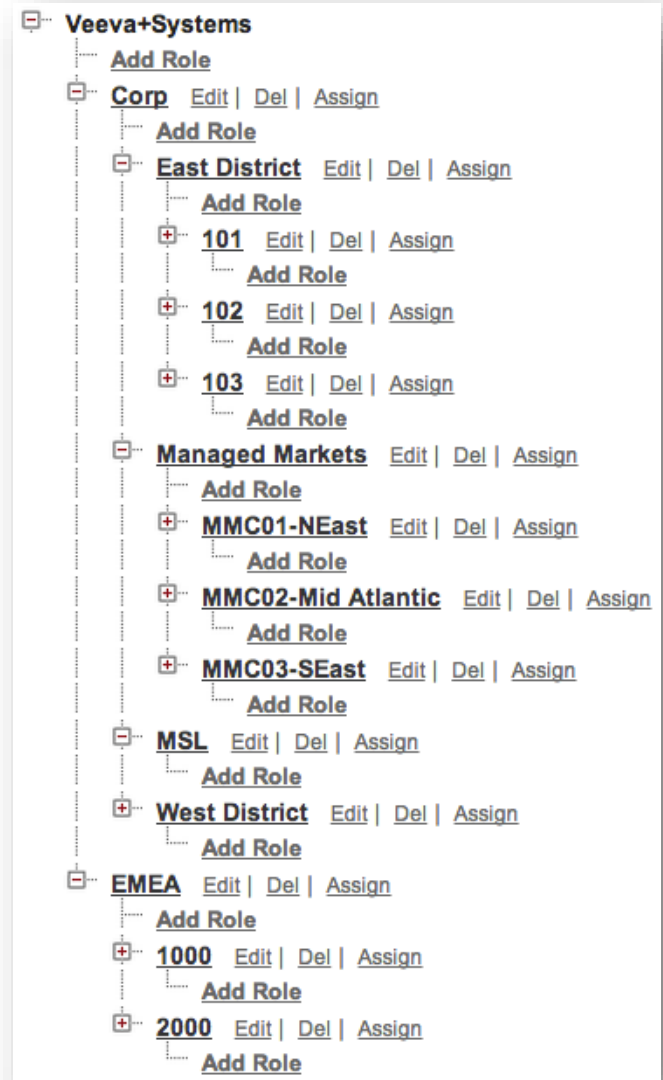 Veeva+Systems
Add Role
Corp Edit | Del | Assign
Add Role
East District Edit | Del | Assign
Add Role
101 Edit | Del | Assign
Add Role
102 Edit | Del | Assign
Add Role
103 Edit | Del | Assign
Add Role
Managed Markets Edit | Del | Assign
Add Role
MMC01-NEast Edit | Del | Assign
Add Role
MMC02-Mid Atlantic Edit | Del | Assign
Add Role
MMC03-SEast Edit | Del | Assign
Add Role
MSL Edit | Del | Assign
Add Role
West District Edit | Del | Assign
Add Role
EMEA Edit | Del | Assign
Add Role
1000 Edit | Del | Assign
Add Role
2000 Edit | Del | Assign
Add Role